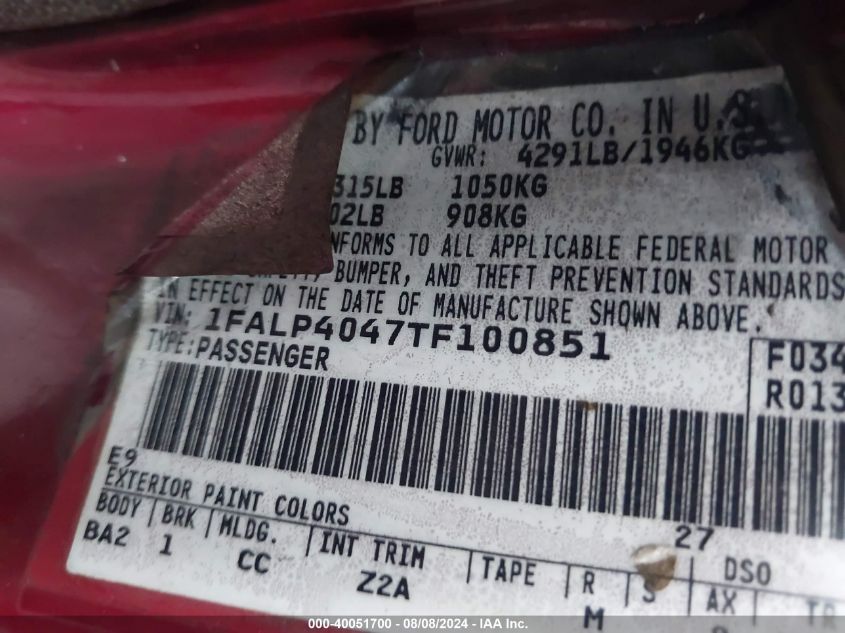 BY FORD MOTOR CO. IN U.S.
GVWR: 4291LB/1946KG
315LB 1050KG
02LB 908KG
NFORMS TO ALL APPLICABLE FEDERAL MOTOR
SAFETY, BUMPER, AND THEFT PREVENTION STANDARDS
IN EFFECT ON THE DATE OF MANUFACTURE SHOWN ABOVE.
VIN: 1FALP4047TF100851
TYPE: PASSENGER
F034
R013
E9
EXTERIOR PAINT COLORS
27
DSO
BODY BRK MLDG. INT TRIM TAPE R S AX TR
BA2 1 CC Z2A M
000-40051700 - 08/08/2024 - IAA Inc.